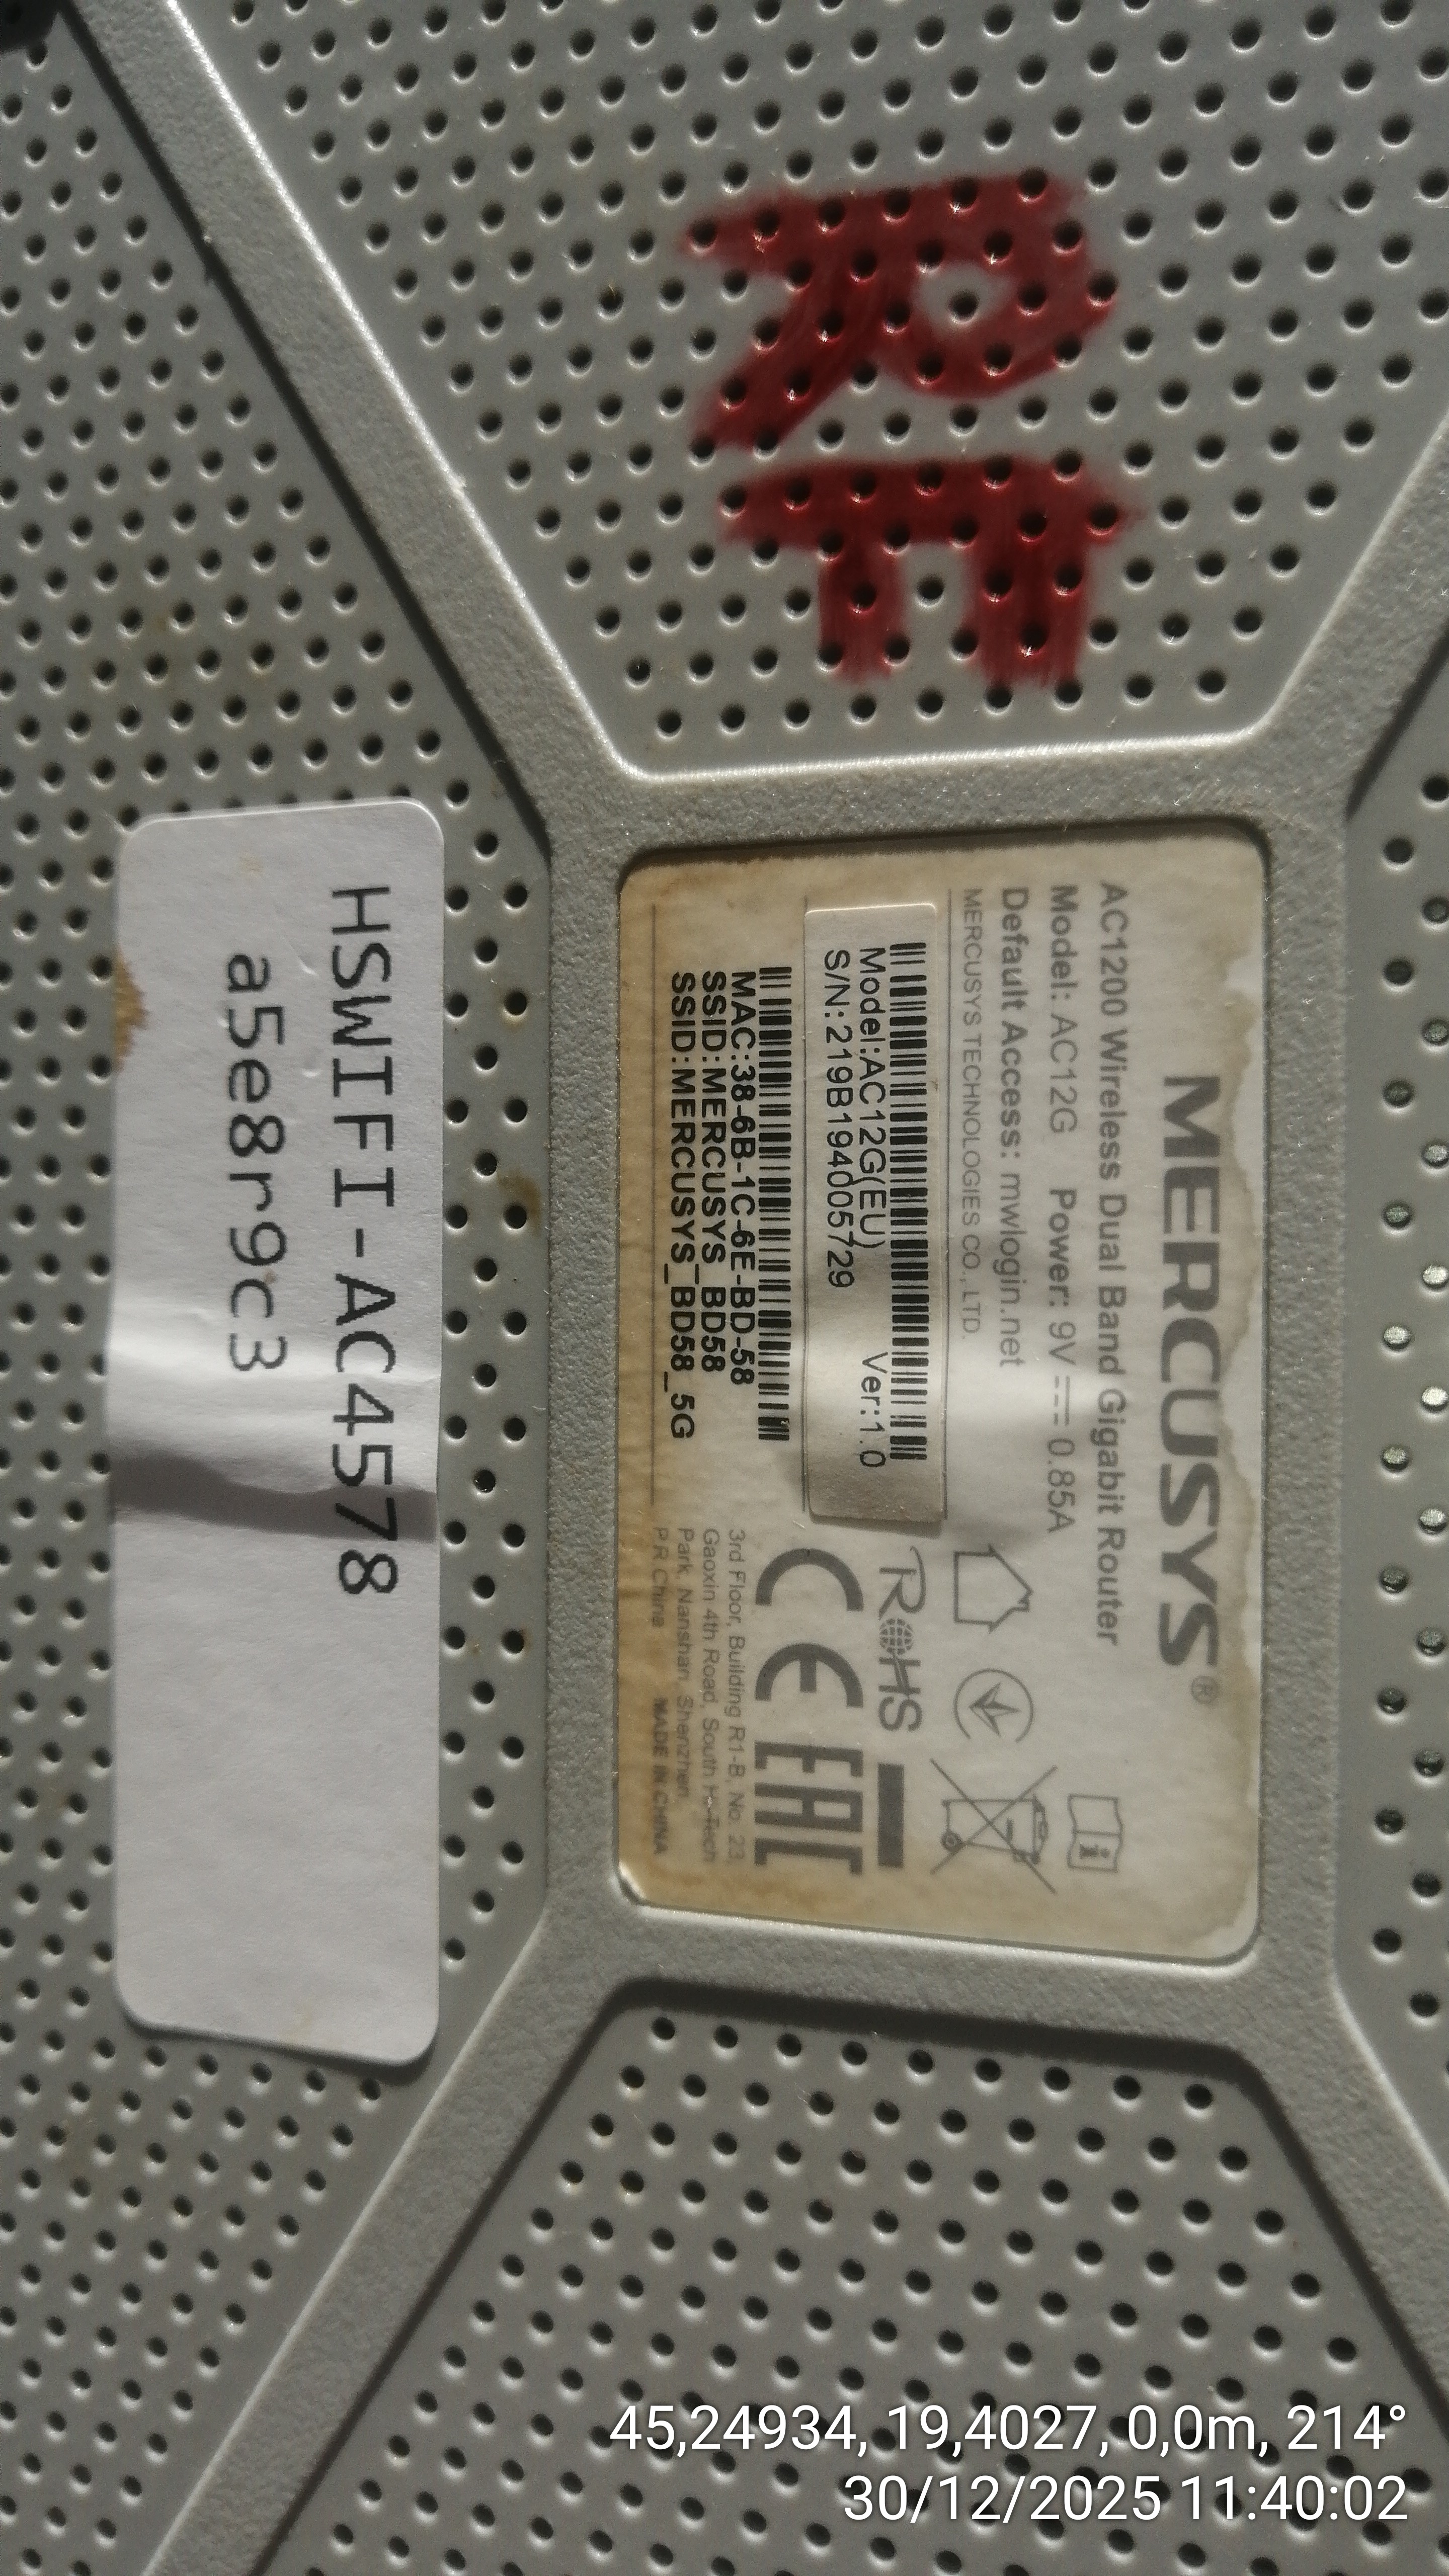 RF
MERCUSYS®
AC1200 Wireless Dual Band Gigabit Router
Model: AC12G Power: 9V 0.85A
Default Access: mwlogin.net
MERCUSYS TECHNOLOGIES CO., LTD.
Model:AC12G(EU) Ver:1.0
S/N:219B194005729
MAC:38-6B-1C-6E-BD-58
SSID:MERCUSYS_BD58
SSID:MERCUSYS_BD58_5G
RoHS
CE EAC
3rd Floor, Building R1-B, No. 23,
Gaoxin 4th Road, South Hi-Tech
Park, Nanshan, Shenzhen,
P.R.China MADE IN CHINA
HSWIFI-AC4578
a5e8r9c3
45,24934, 19,4027, 0,0m, 214°
30/12/2025 11:40:02